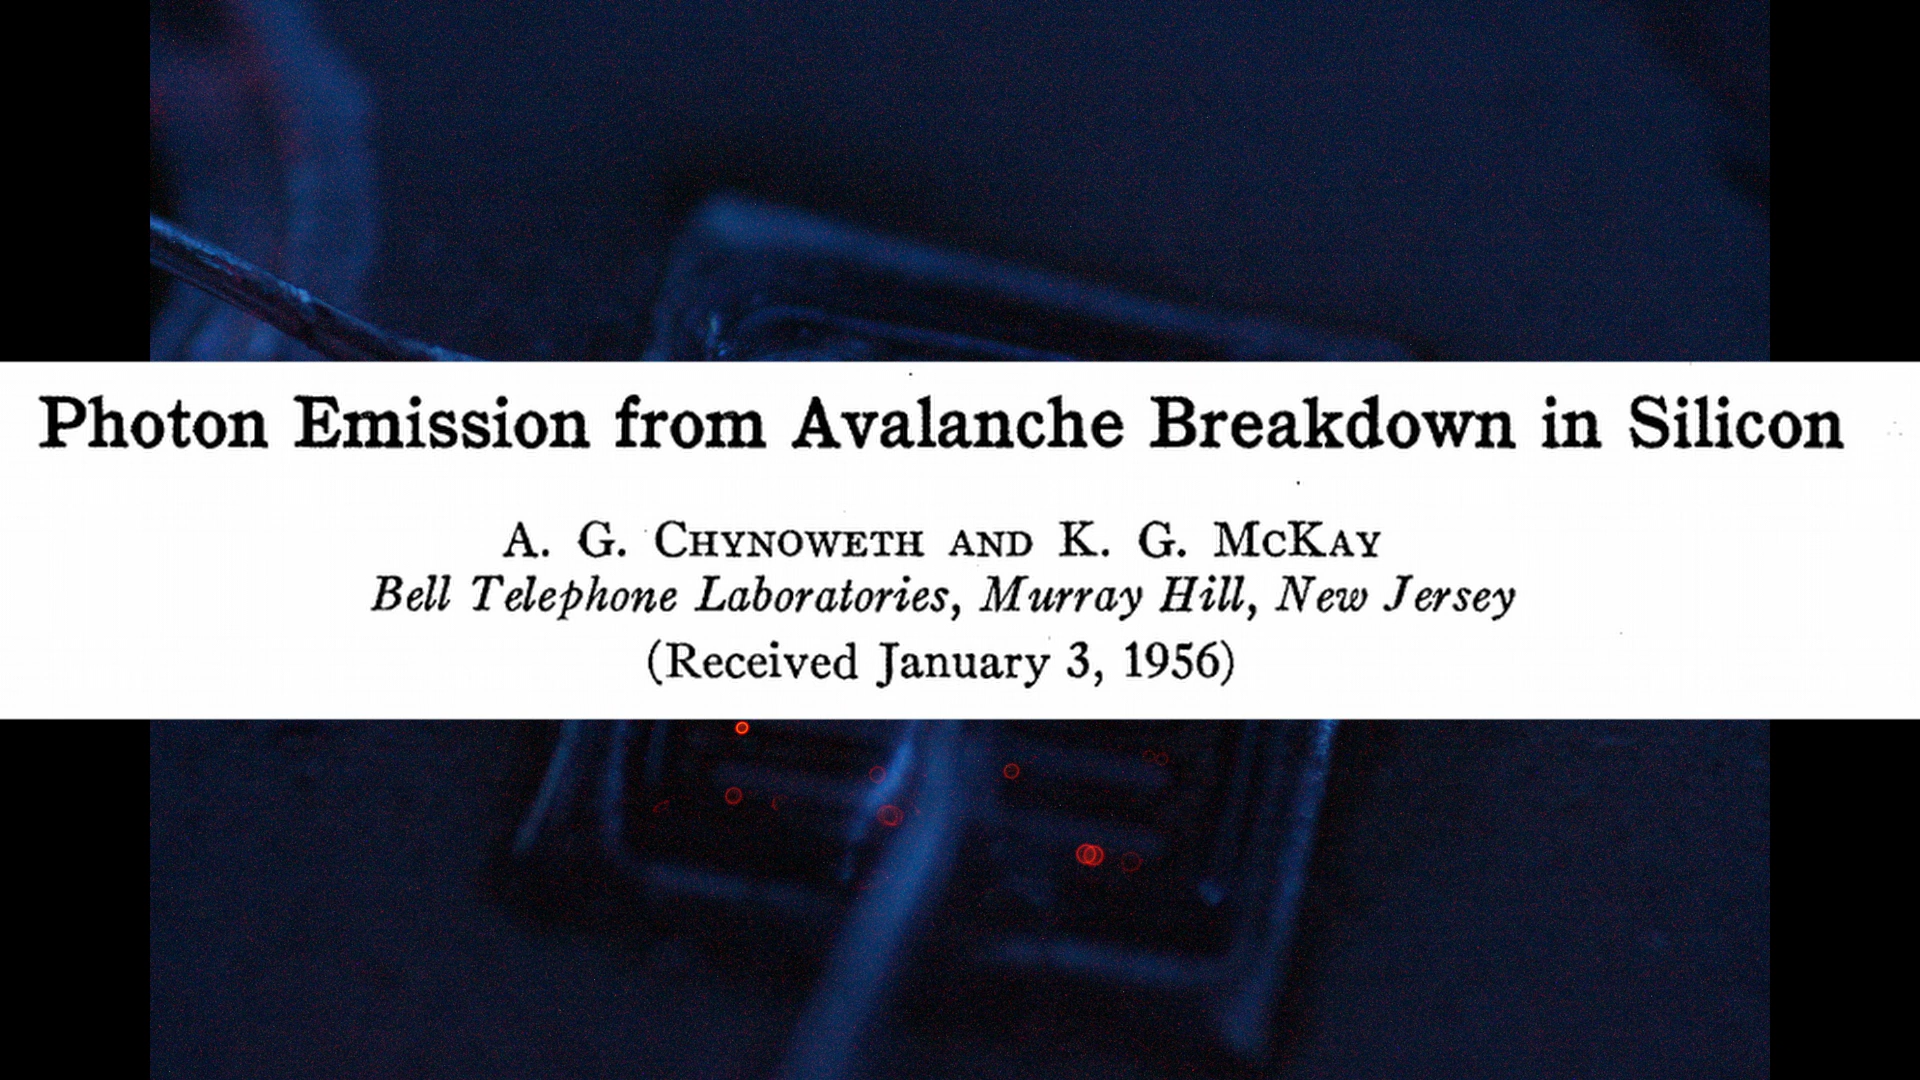 Photon Emission from Avalanche Breakdown in Silicon
A. G. CHYNOWETH AND K. G. MCKAY
Bell Telephone Laboratories, Murray Hill, New Jersey
(Received January 3, 1956)